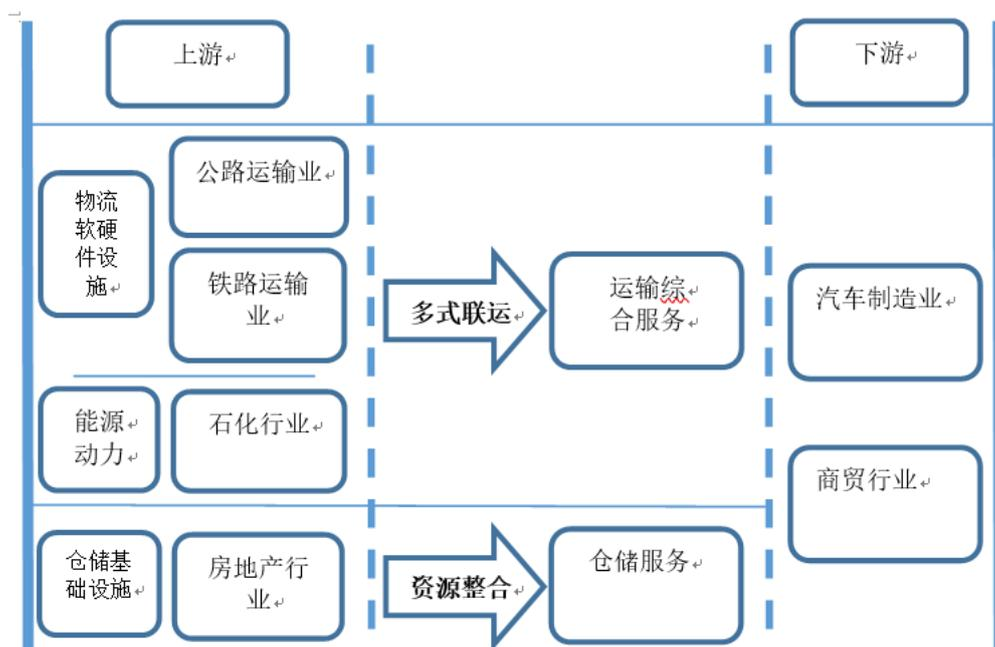 上游
下游
公路运输业
物流
软硬
件设
施
铁路运输
业
多式联运
运输综
合服务
汽车制造业
能源
动力
石化行业
商贸行业
仓储基
础设施
房地产行
业
资源整合
仓储服务